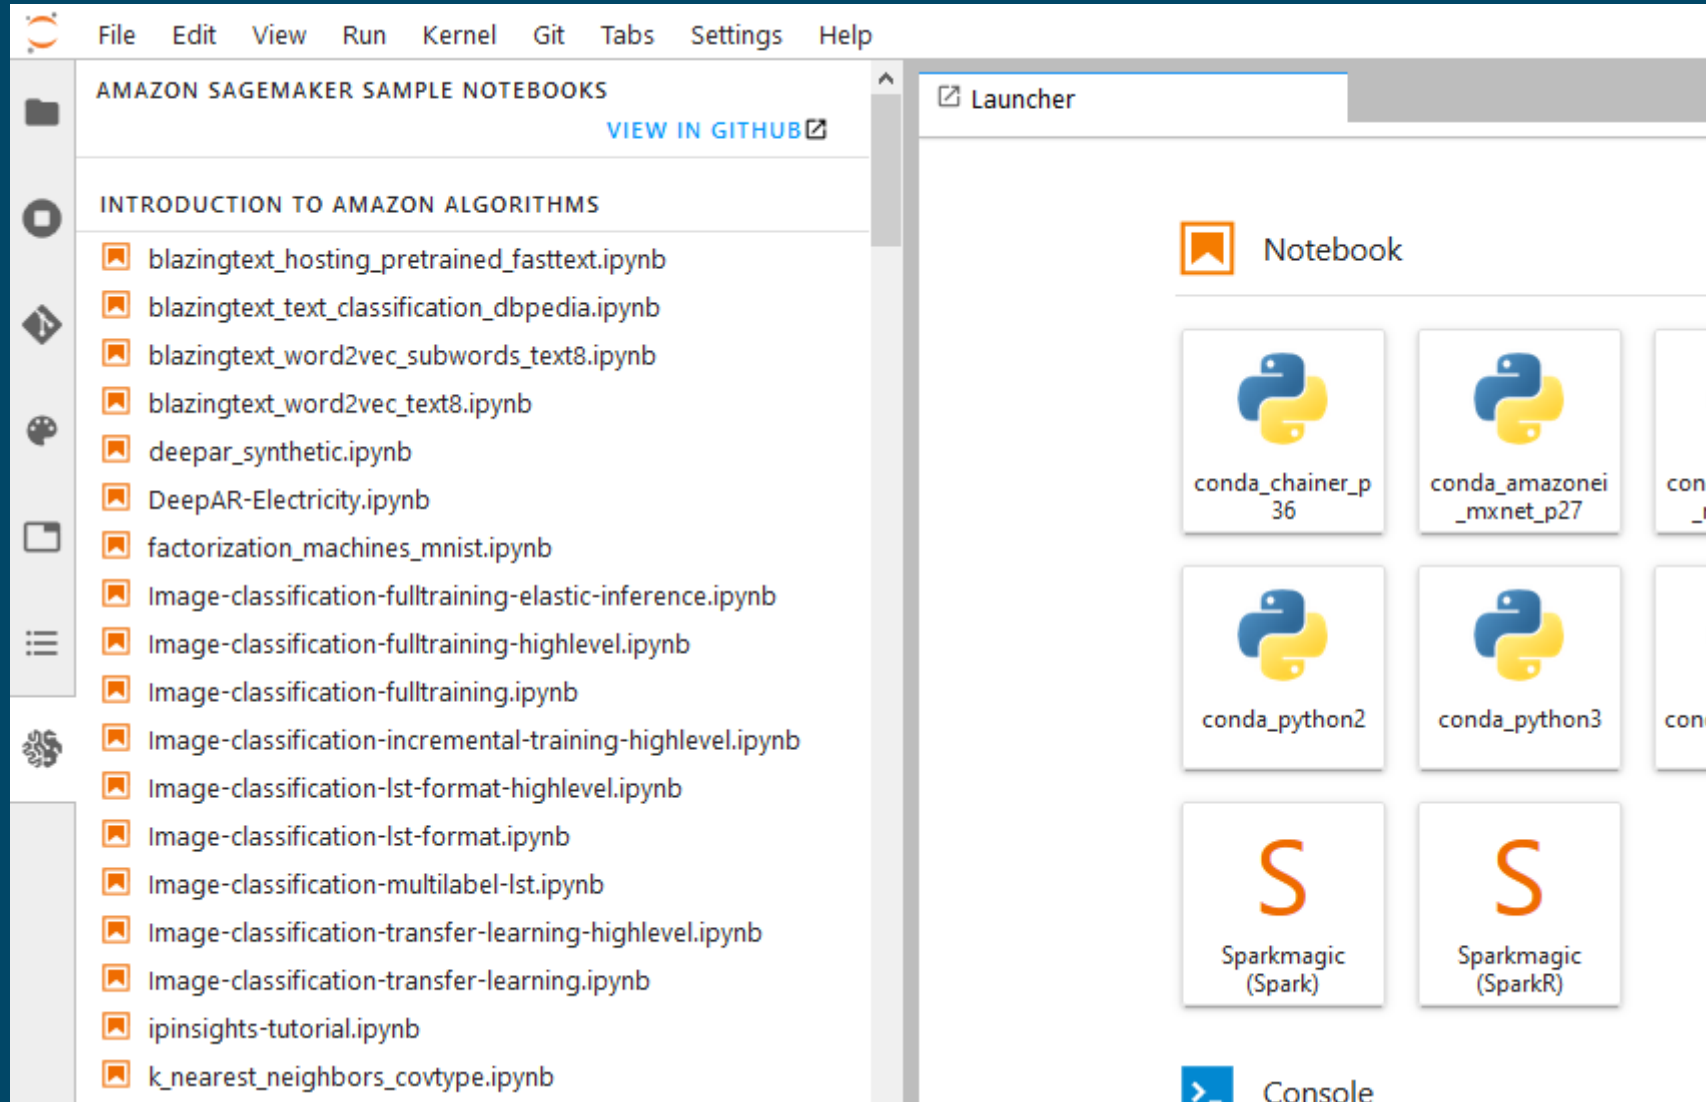 File Edit View Run Kernel Git Tabs Settings Help
AMAZON SAGEMAKER SAMPLE NOTEBOOKS
VIEW IN GITHUB
INTRODUCTION TO AMAZON ALGORITHMS
blazingtext_hosting_pretrained_fasttext.ipynb
blazingtext_text_classification_dbpedia.ipynb
blazingtext_word2vec_subwords_text8.ipynb
blazingtext_word2vec_text8.ipynb
deepar_synthetic.ipynb
DeepAR-Electricity.ipynb
factorization_machines_mnist.ipynb
Image-classification-fulltraining-elastic-inference.ipynb
Image-classification-fulltraining-highlevel.ipynb
Image-classification-fulltraining.ipynb
Image-classification-incremental-training-highlevel.ipynb
Image-classification-lst-format-highlevel.ipynb
Image-classification-lst-format.ipynb
Image-classification-multilabel-lst.ipynb
Image-classification-transfer-learning-highlevel.ipynb
Image-classification-transfer-learning.ipynb
ipinsights-tutorial.ipynb
k_nearest_neighbors_covtype.ipynb
Launcher
Notebook
conda_chainer_p
36
conda_amazonei
_mxnet_p27
conda_python2
conda_python3
S
Sparkmagic
(Spark)
S
Sparkmagic
(SparkR)
Console